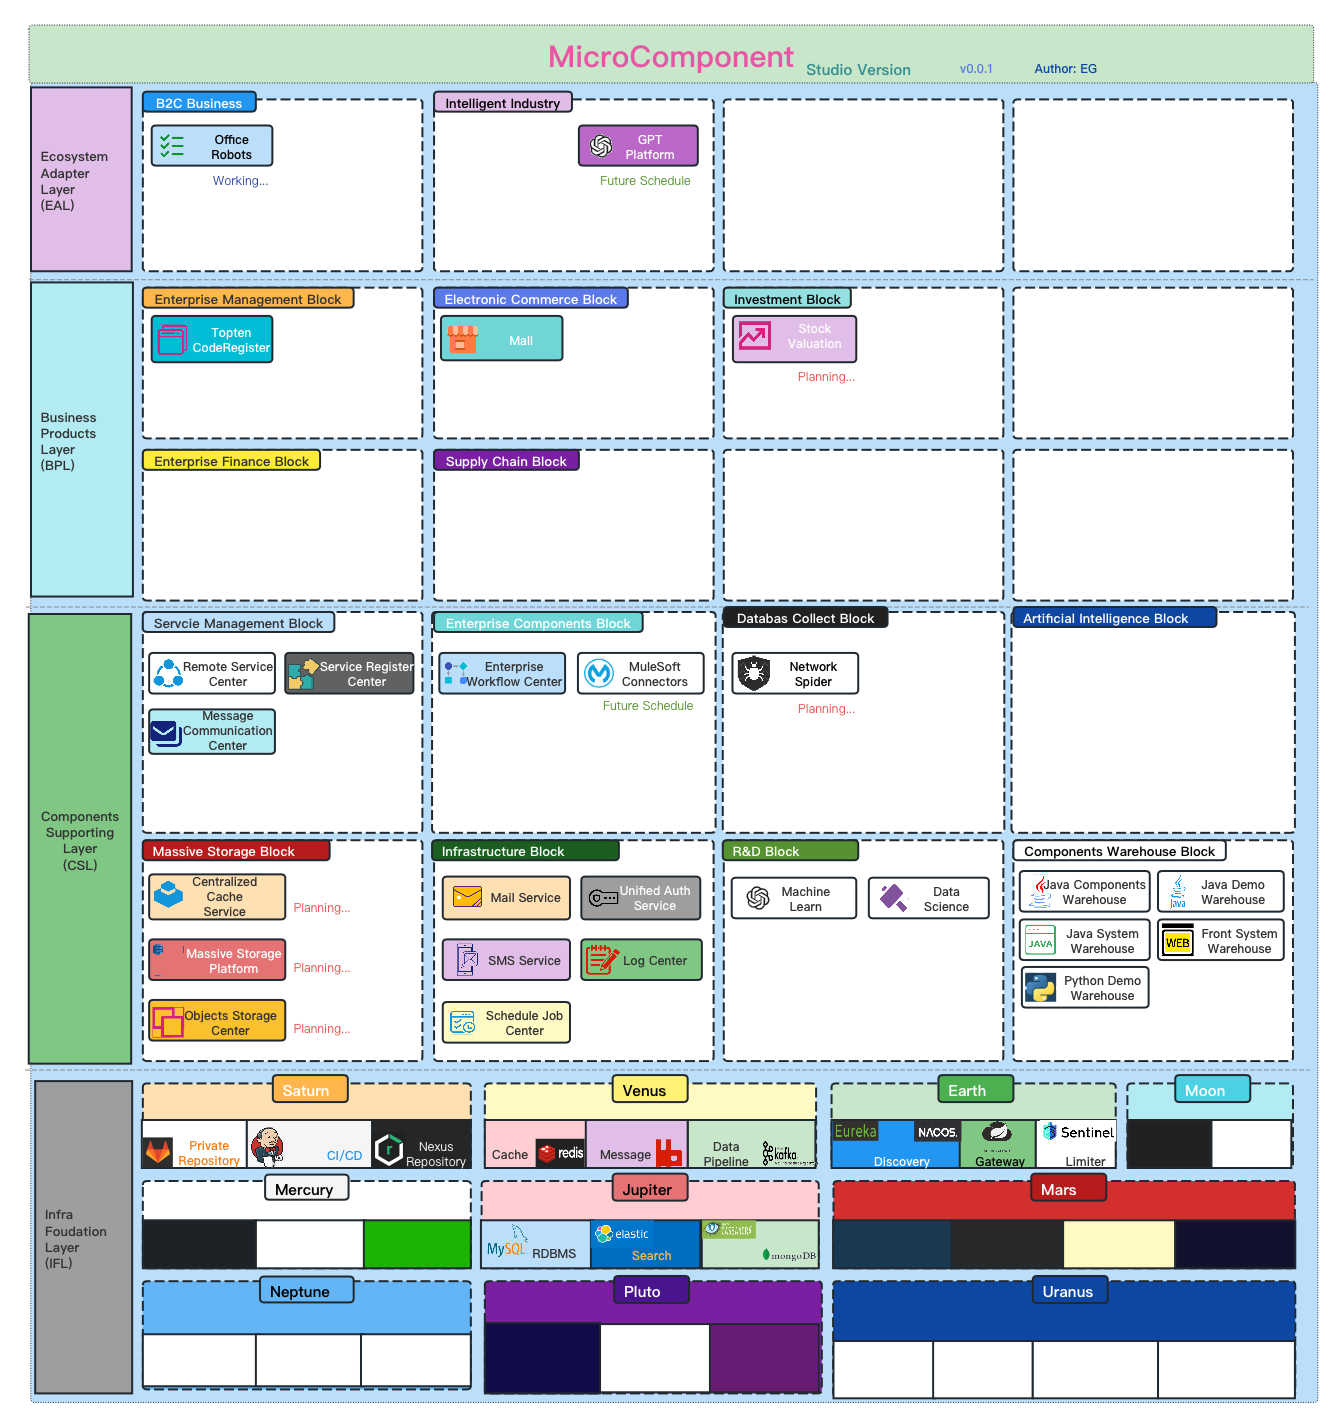 MicroComponent
Studio Version
v0.0.1
Author: EG
Ecosystem
Adapter
Layer
(EAL)
B2C Business
Office
Robots
Working...
Intelligent Industry
GPT
Platform
Future Schedule
Business
Products
Layer
(BPL)
Enterprise Management Block
Topten
CodeRegister
Electronic Commerce Block
Mall
Investment Block
Stock
Valuation
Planning...
Enterprise Finance Block
Supply Chain Block
Components
Supporting
Layer
(CSL)
Servcie Management Block
Remote Service
Center
Service Register
Center
Message
Communication
Center
Enterprise Components Block
Enterprise
Workflow Center
MuleSoft
Connectors
Future Schedule
Databas Collect Block
Network
Spider
Planning...
Artificial Intelligence Block
Massive Storage Block
Centralized
Cache
Service
Planning...
Massive Storage
Platform
Planning...
Objects Storage
Center
Planning...
Infrastructure Block
Mail Service
Unified Auth
Service
SMS Service
Log Center
Schedule Job
Center
R&D Block
Machine
Learn
Data
Science
Components Warehouse Block
Java Components
Warehouse
Java
Java Demo
Warehouse
JAVA
Java System
Warehouse
WEB
Front System
Warehouse
Python Demo
Warehouse
Infra
Foudation
Layer
(IFL)
Saturn
Private
Repository
CI/CD
Nexus
Repository
Venus
Cache
redis
Message
Data
Pipeline
kafka
Earth
Eureka
NACOS.
Discovery
Gateway
Sentinel
Limiter
Moon
Mercury
Jupiter
MySQL
RDBMS
elastic
Search
mongoDB
Mars
Neptune
Pluto
Uranus